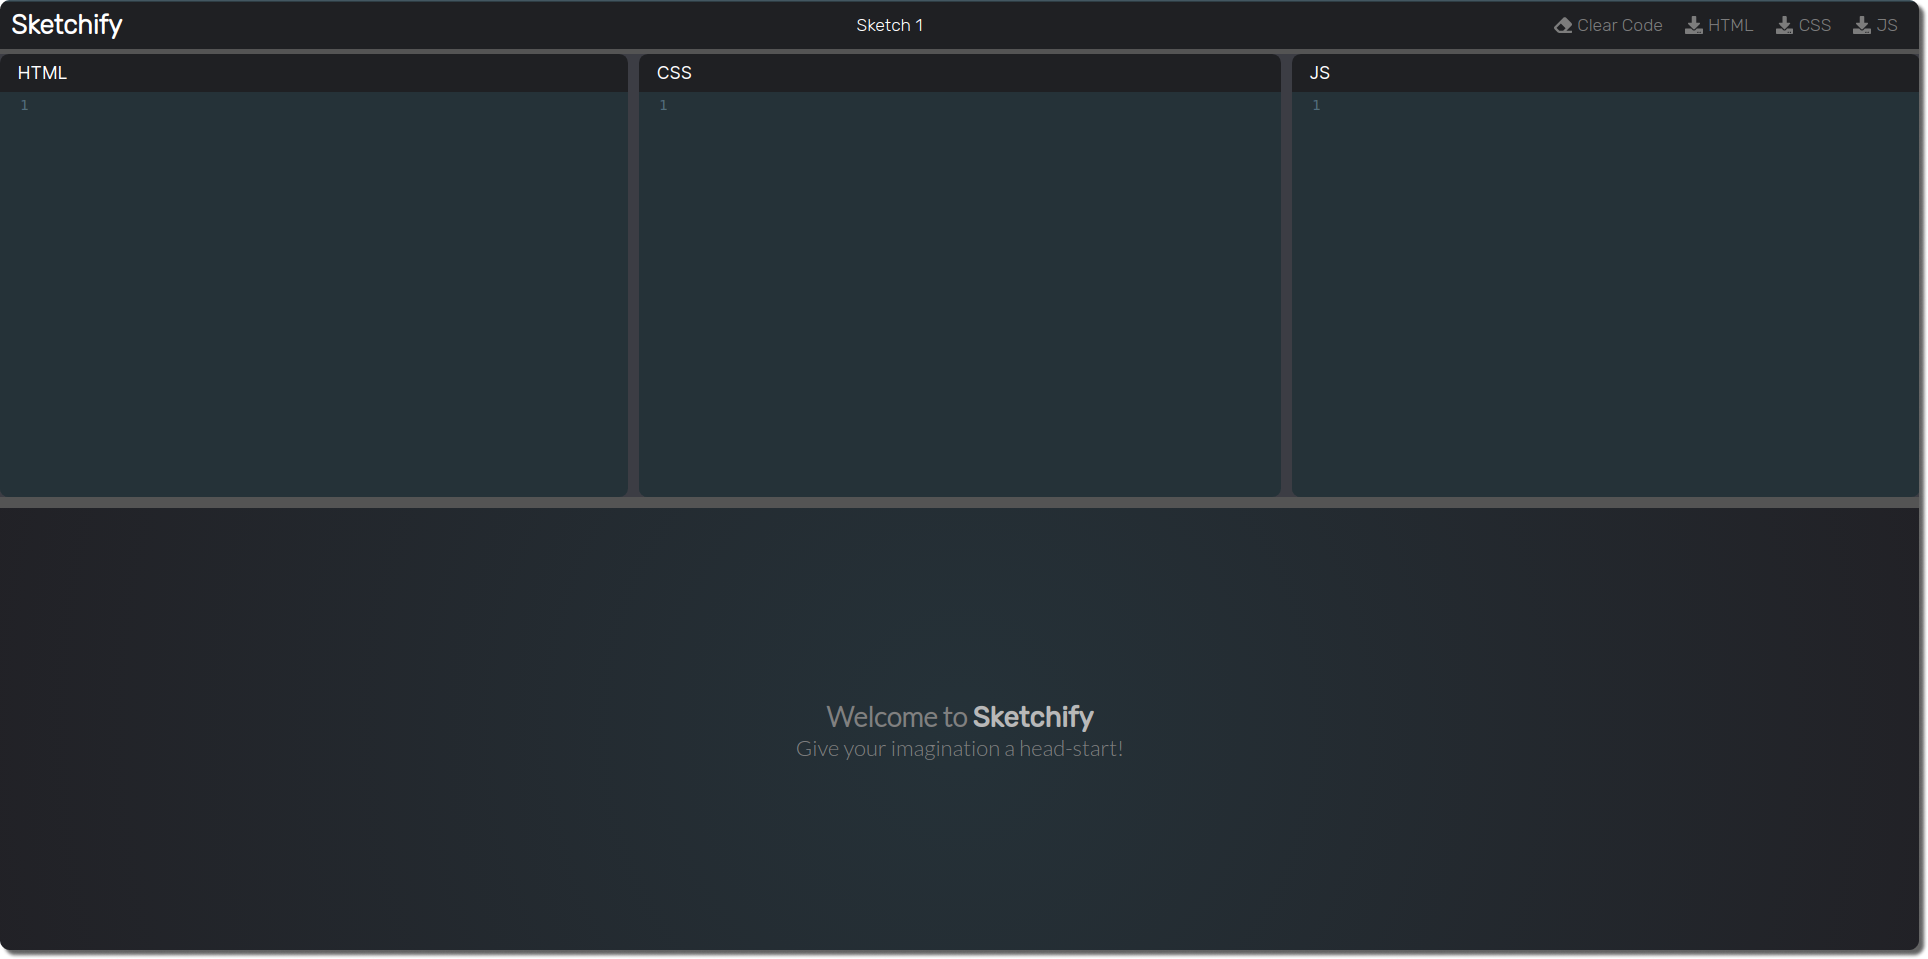 Sketchify
Sketch 1
Clear Code HTML CSS JS
HTML
CSS
JS
1
1
1
Welcome to Sketchify
Give your imagination a head-start!